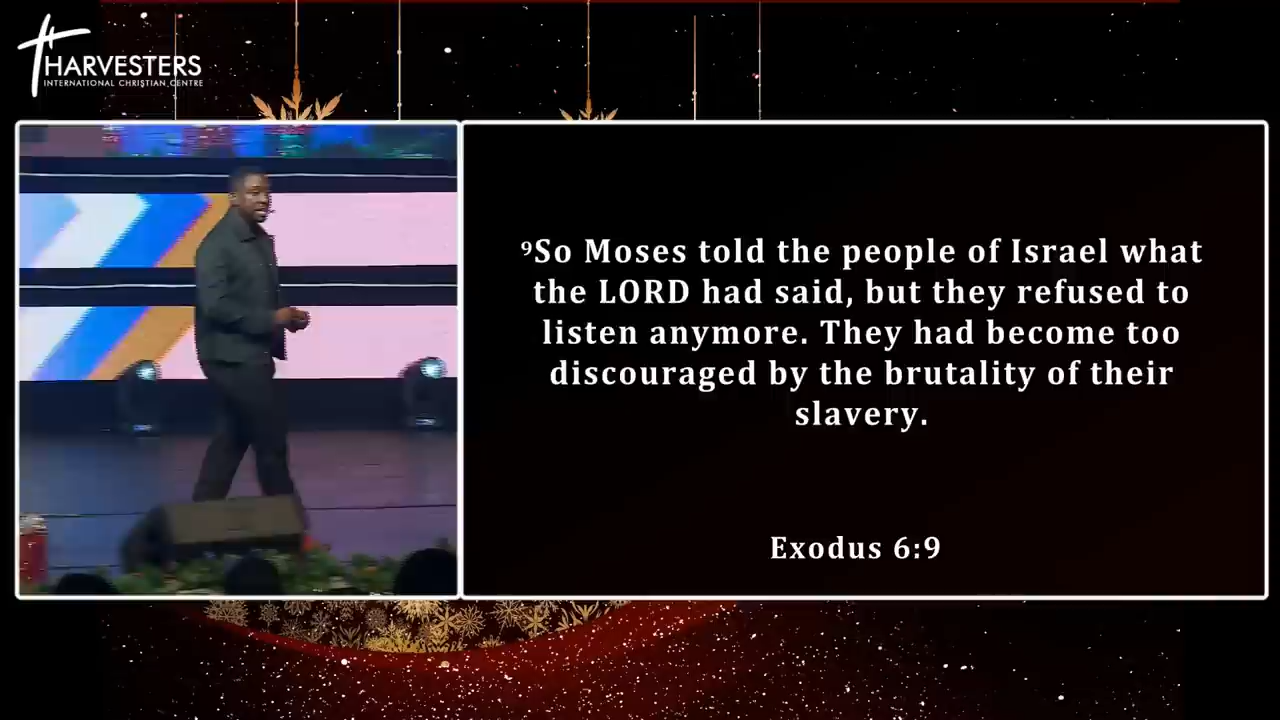 HARVESTERS
INTERNATIONAL CHRISTIAN CENTRE
⁹So Moses told the people of Israel what
the LORD had said, but they refused to
listen anymore. They had become too
discouraged by the brutality of their
slavery.
Exodus 6:9